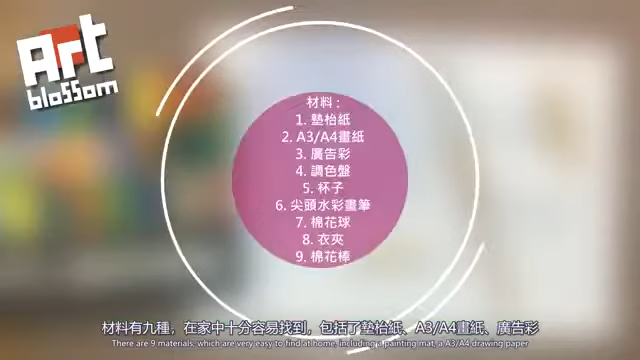 Art
blossom
材料 :
1. 墊枱紙
2. A3/A4畫紙
3. 廣告彩
4. 調色盤
5. 杯子
6. 尖頭水彩畫筆
7. 棉花球
8. 衣夾
9. 棉花棒
材料有九種，在家中十分容易找到，包括了墊枱紙、A3/A4畫紙、廣告彩
There are 9 materials, which are very easy to find at home, including a painting mat, a A3/A4 drawing paper